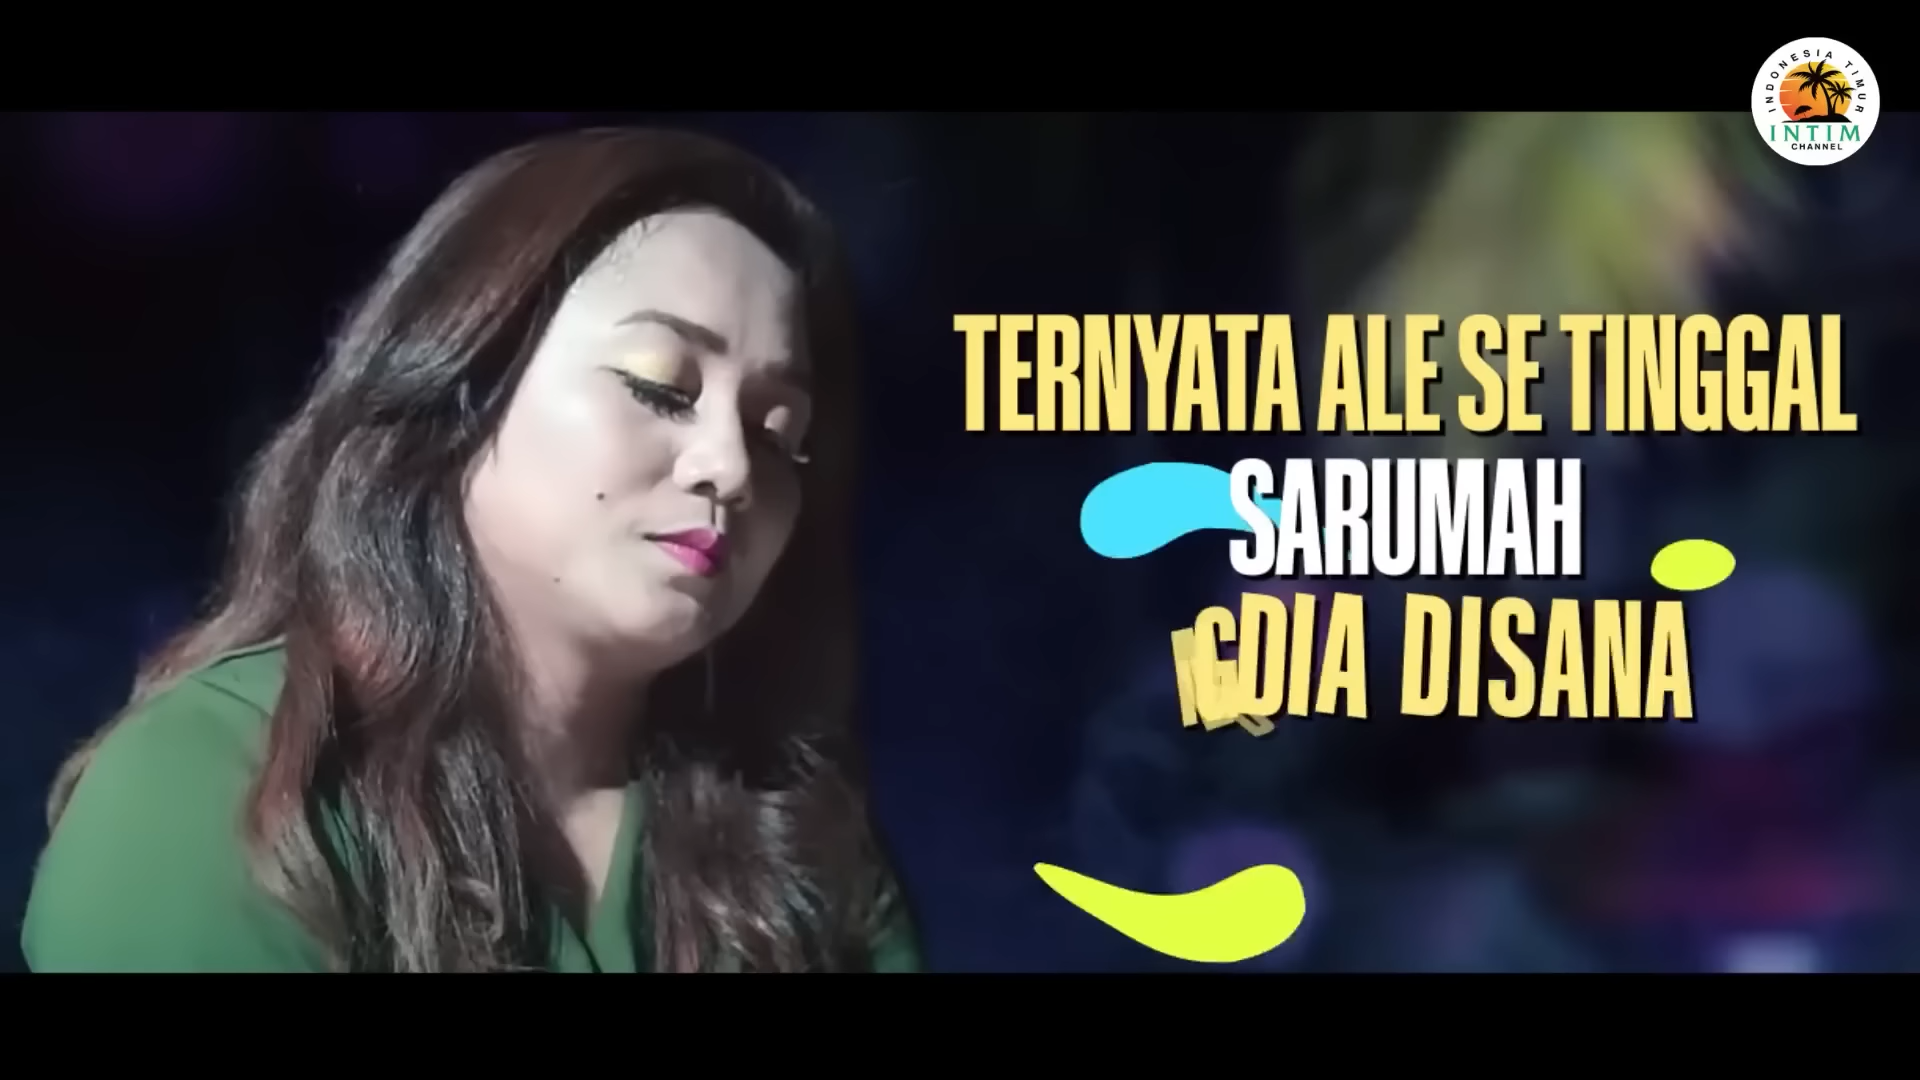 INDONESIA TIMUR
INTIM
CHANNEL
TERNYATA ALE SE TINGGAL
SARUMAH
DIA DISANA